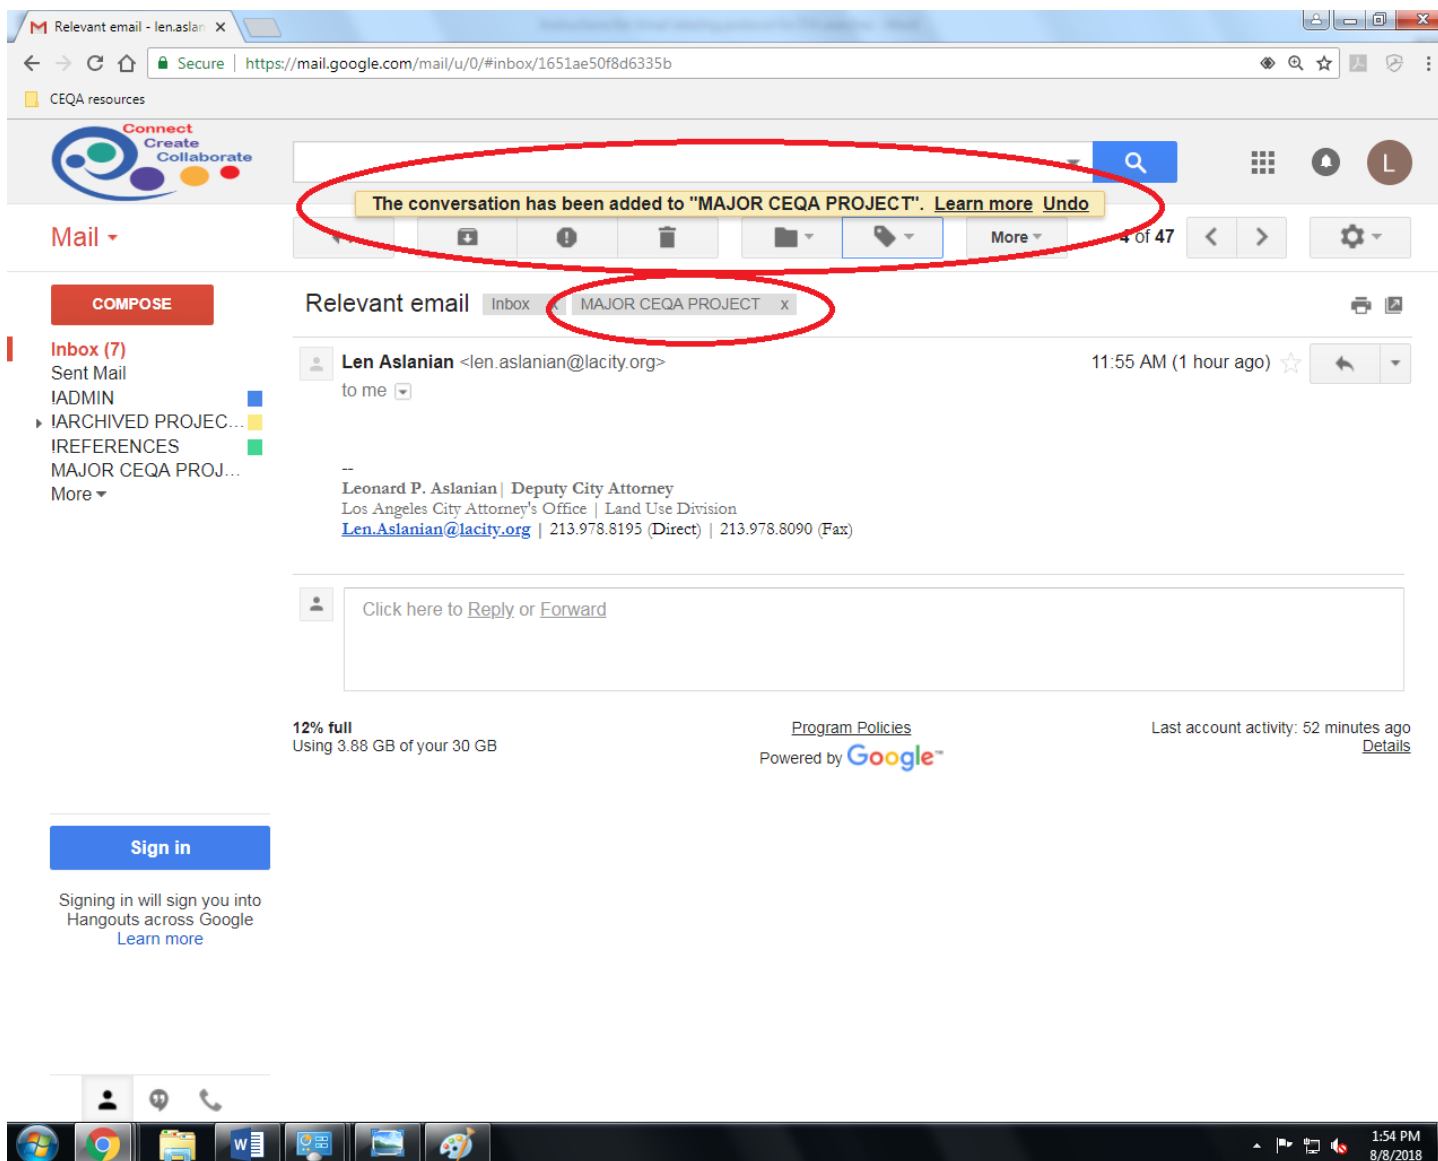 Relevant email - len.aslan
Secure | https://mail.google.com/mail/u/0/#inbox/1651ae50f8d6335b
CEQA resources
Connect
Create
Collaborate
The conversation has been added to "MAJOR CEQA PROJECT". Learn more Undo
L
Mail
More
4 of 47
COMPOSE
Relevant email Inbox x MAJOR CEQA PROJECT x
Inbox (7)
Sent Mail
!ADMIN
!ARCHIVED PROJEC...
!REFERENCES
MAJOR CEQA PROJ...
More
Len Aslanian <len.aslanian@lacity.org>
11:55 AM (1 hour ago)
to me
--
Leonard P. Aslanian| Deputy City Attorney
Los Angeles City Attorney's Office | Land Use Division
Len.Aslanian@lacity.org | 213.978.8195 (Direct) | 213.978.8090 (Fax)
Click here to Reply or Forward
12% full
Using 3.88 GB of your 30 GB
Program Policies
Powered by Google™
Last account activity: 52 minutes ago
Details
Sign in
Signing in will sign you into
Hangouts across Google
Learn more
1:54 PM
8/8/2018